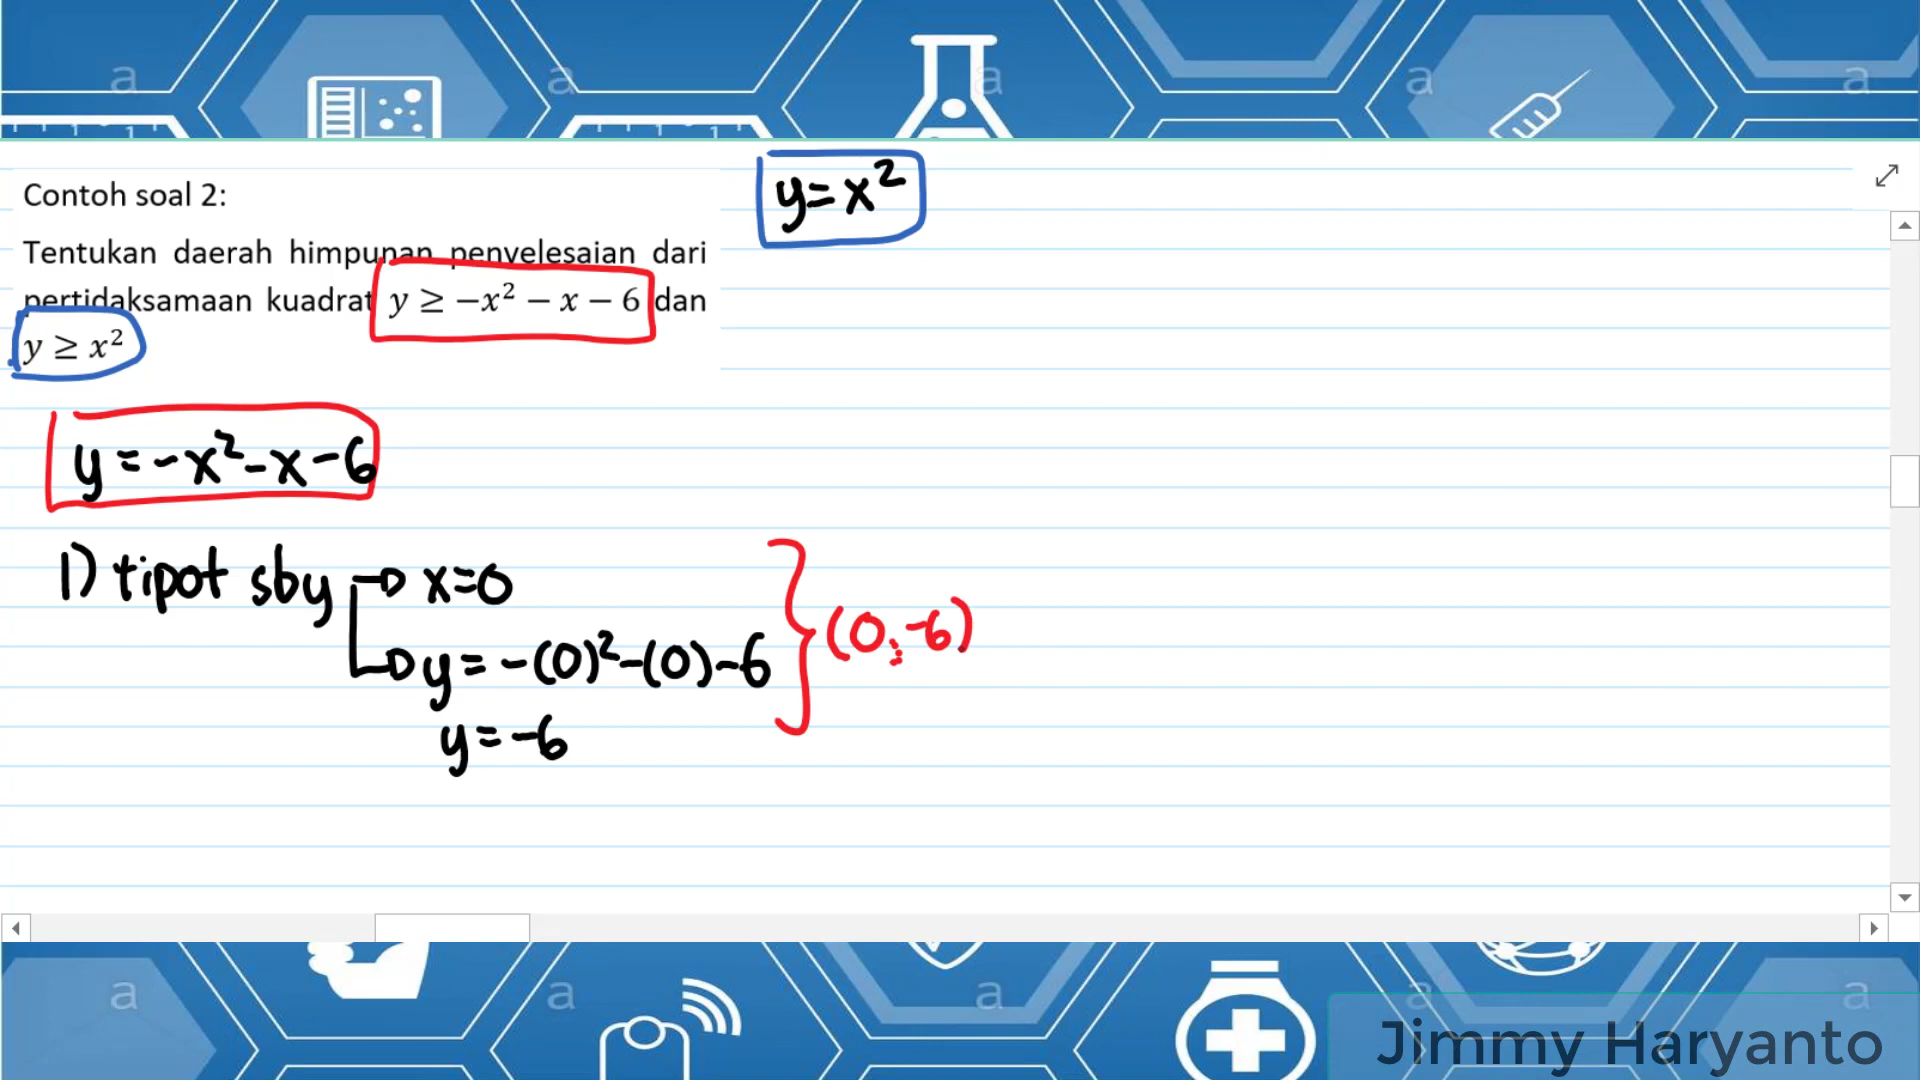 Contoh soal 2:
Tentukan daerah himpunan penyelesaian dari
pertidaksamaan kuadrat y ≥ −x² − x − 6 dan
y ≥ x²
y=x²
y=-x²-x-6
1) tipot sby → x=0
→ y=-(0)²-(0)-6
y=-6
(0;-6)
a a a a a
a a a a a
Jimmy Haryanto